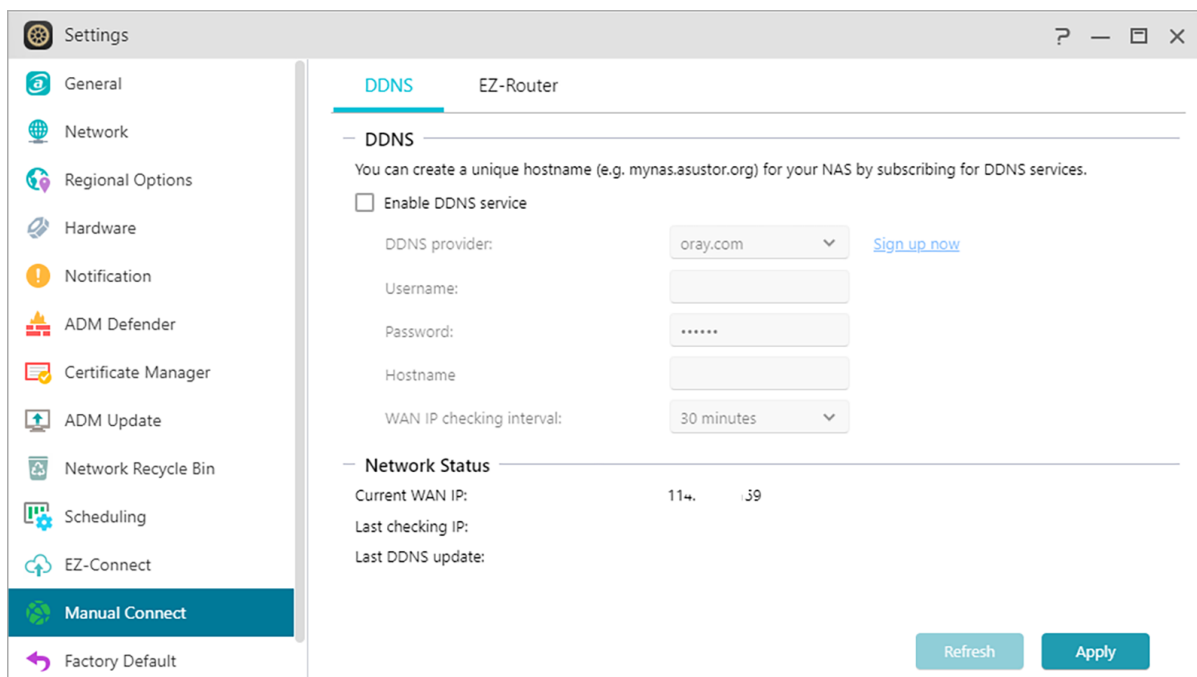 Settings
General
Network
Regional Options
Hardware
Notification
ADM Defender
Certificate Manager
ADM Update
Network Recycle Bin
Scheduling
EZ-Connect
Manual Connect
Factory Default
DDNS EZ-Router
DDNS
You can create a unique hostname (e.g. mynas.asustor.org) for your NAS by subscribing for DDNS services.
Enable DDNS service
DDNS provider: oray.com Sign up now
Username:
Password: ••••••
Hostname
WAN IP checking interval: 30 minutes
Network Status
Current WAN IP: 114.
Last checking IP:
Last DDNS update:
Refresh Apply